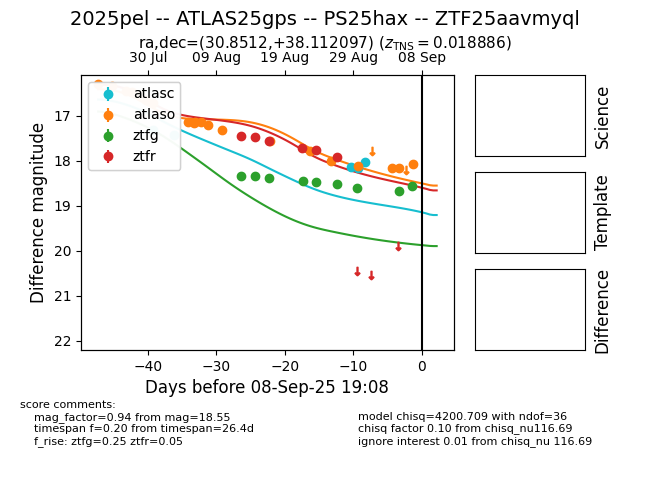 2025pel -- ATLAS25gps -- PS25hax -- ZTF25aavmyql
ra,dec=(30.8512,+38.112097) (z_TNS = 0.018886)
30 Jul 09 Aug 19 Aug 29 Aug 08 Sep
atlasc
atlaso
ztfg
ztfr
17
18
19
20
21
22
Difference magnitude
−40 −30 −20 −10 0
Days before 08-Sep-25 19:08
Science
Template
Difference
score comments:
mag_factor=0.94 from mag=18.55
timespan f=0.20 from timespan=26.4d
f_rise: ztfg=0.25 ztfr=0.05
model chisq=4200.709 with ndof=36
chisq factor 0.10 from chisq_nu116.69
ignore interest 0.01 from chisq_nu 116.69